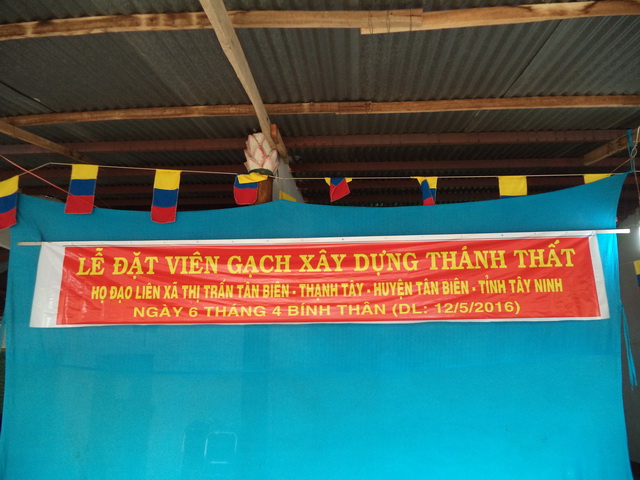 LỄ ĐẶT VIÊN GẠCH XÂY DỰNG THÁNH THẤT
HỌ ĐẠO LIÊN XÃ THỊ TRẤN TÂN BIÊN - THẠNH TÂY - HUYỆN TÂN BIÊN - TỈNH TÂY NINH
NGÀY 6 THÁNG 4 BÍNH THÂN (DL: 12/5/2016)